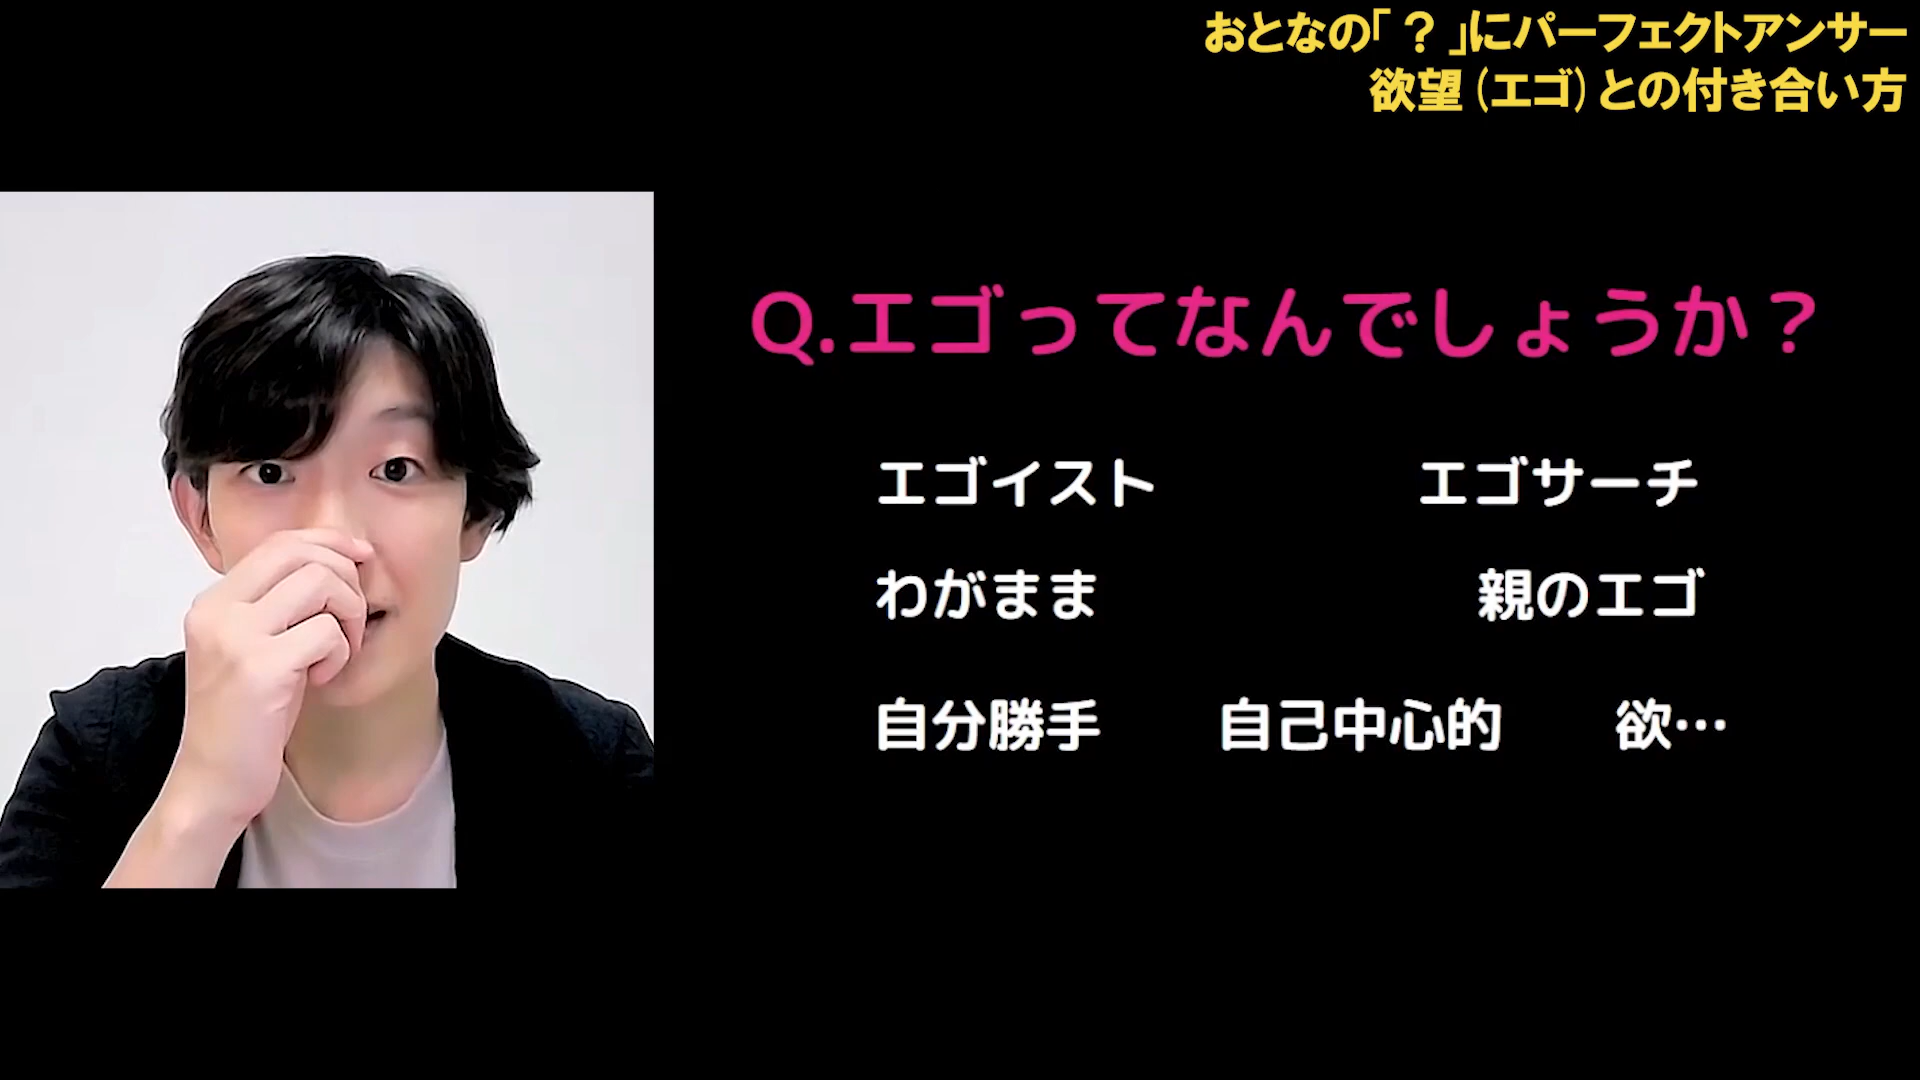 おとなの「？」にパーフェクトアンサー
欲望（エゴ）との付き合い方
Q.エゴってなんでしょうか？
エゴイスト エゴサーチ
わがまま 親のエゴ
自分勝手 自己中心的 欲…